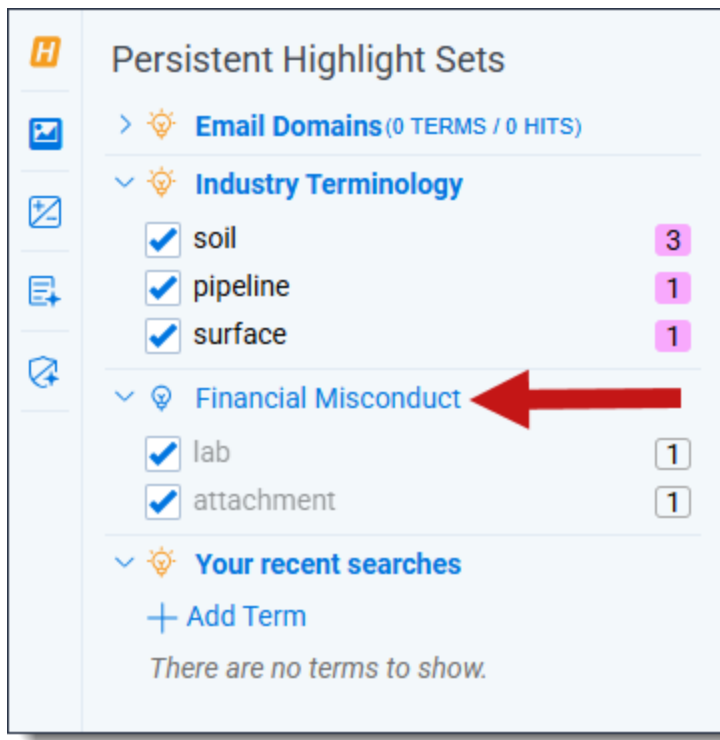 H
Persistent Highlight Sets
Email Domains (0 TERMS / 0 HITS)
Industry Terminology
soil 3
pipeline 1
surface 1
Financial Misconduct
lab 1
attachment 1
Your recent searches
Add Term
There are no terms to show.